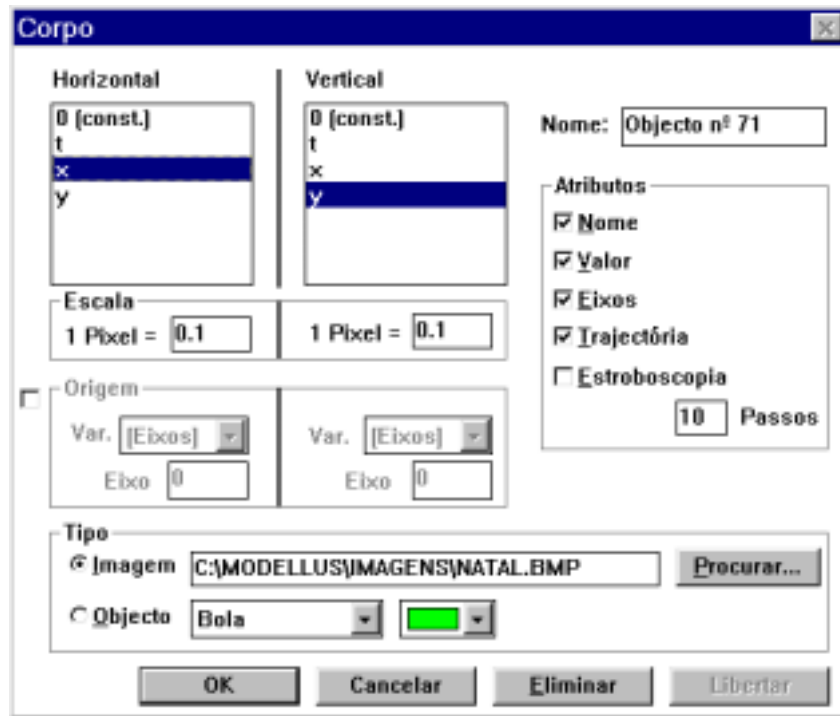 Corpo
Horizontal
0 (const.)
t
x
y
Vertical
0 (const.)
t
x
y
Nome: Objecto nº 71
Atributos
Nome
Valor
Eixos
Trajectória
Estroboscopia
10 Passos
Escala
1 Pixel = 0.1
1 Pixel = 0.1
Origem
Var. [Eixos]
Eixo 0
Var. [Eixos]
Eixo 0
Tipo
Imagem C:\MODELLUS\IMAGENS\NATAL.BMP Procurar...
Objecto Bola
OK Cancelar Eliminar Libertar